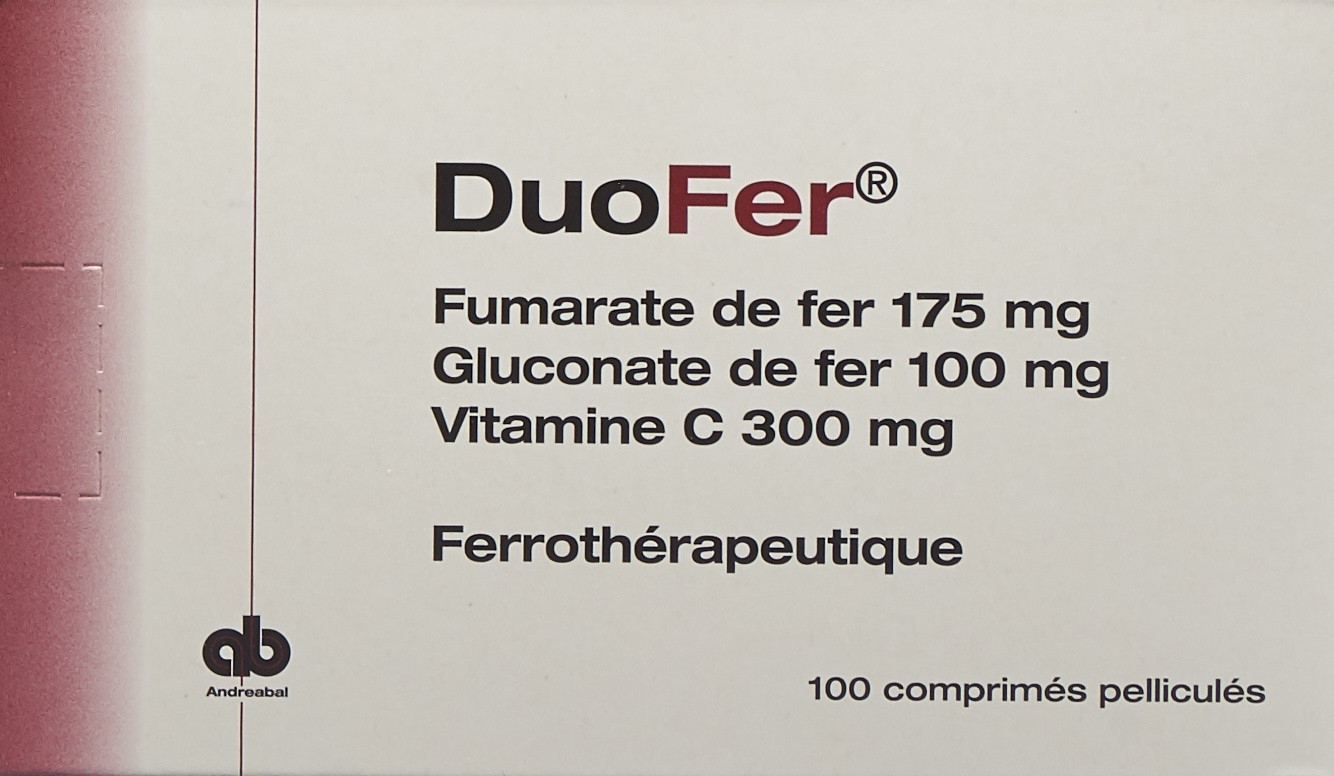 DuoFer®
Fumarate de fer 175 mg
Gluconate de fer 100 mg
Vitamine C 300 mg
Ferrothérapeutique
ab
Andreabal
100 comprimés pelliculés